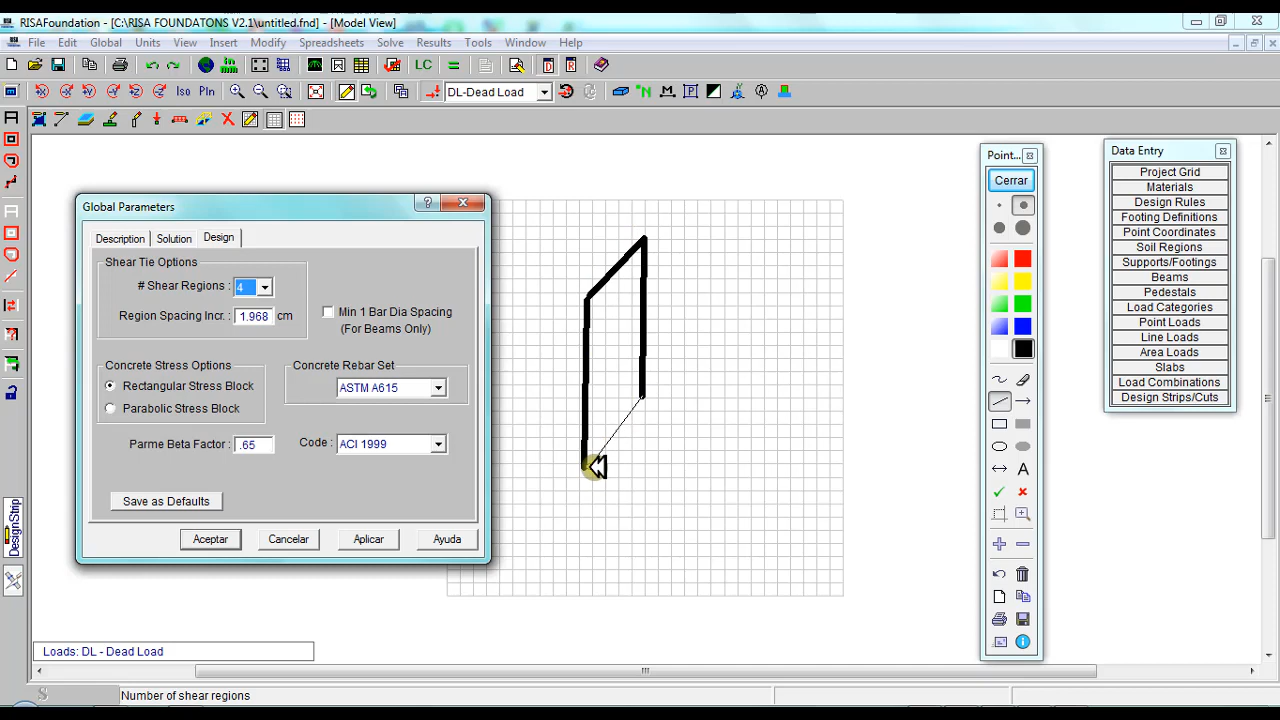 RISAFoundation - [C:\RISA FOUNDATONS V2.1\untitled.fnd] - [Model View]
File Edit Global Units View Insert Modify Spreadsheets Solve Results Tools Window Help
LC
Iso Pln DL-Dead Load
Global Parameters
Description Solution Design
Shear Tie Options
# Shear Regions: 4
Region Spacing Incr.: 1.968 cm
Min 1 Bar Dia Spacing
(For Beams Only)
Concrete Stress Options
Rectangular Stress Block
Parabolic Stress Block
Concrete Rebar Set
ASTM A615
Parme Beta Factor : .65
Code : ACI 1999
Save as Defaults
Aceptar Cancelar Aplicar Ayuda
Point...
Cerrar
A
Data Entry
Project Grid
Materials
Design Rules
Footing Definitions
Point Coordinates
Soil Regions
Supports/Footings
Beams
Pedestals
Load Categories
Point Loads
Line Loads
Area Loads
Slabs
Load Combinations
Design Strips/Cuts
DesignStrip
Loads: DL - Dead Load
S
Number of shear regions